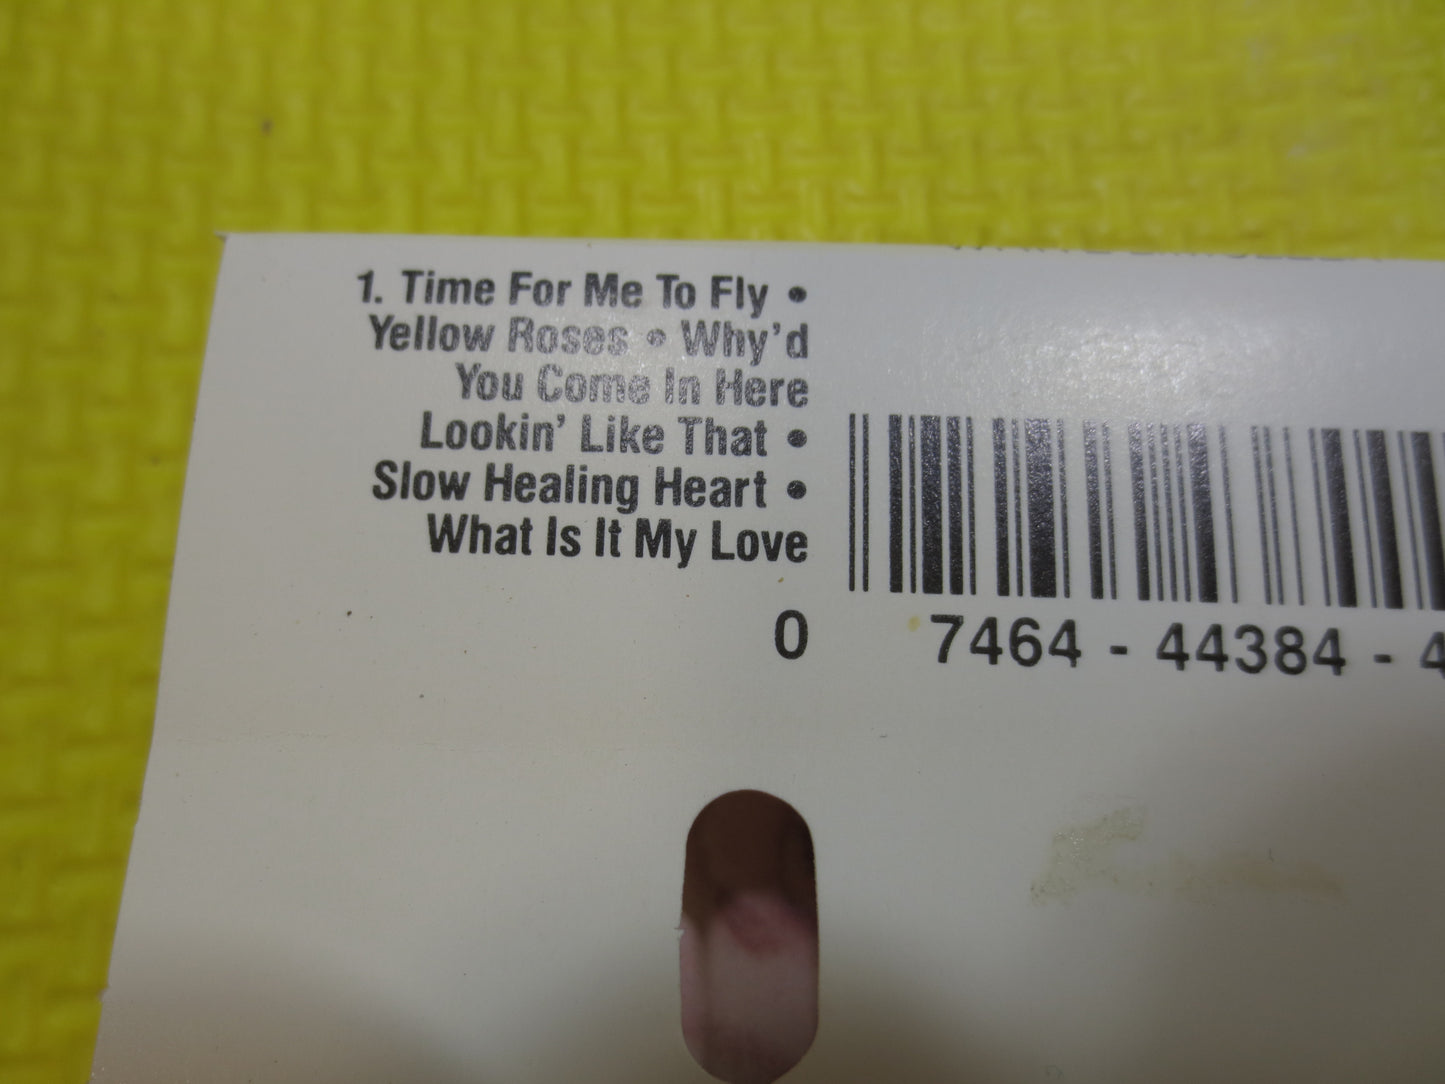 1. Time For Me To Fly •
Yellow Roses • Why'd
You Come In Here
Lookin' Like That •
Slow Healing Heart •
What Is It My Love
0 7464 - 44384 - 4